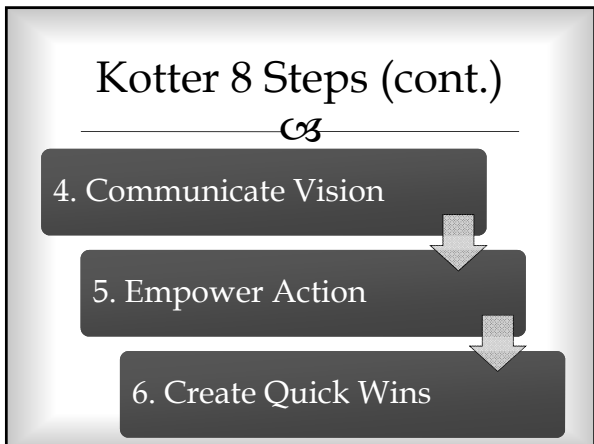 Kotter 8 Steps (cont.)
4. Communicate Vision
5. Empower Action
6. Create Quick Wins